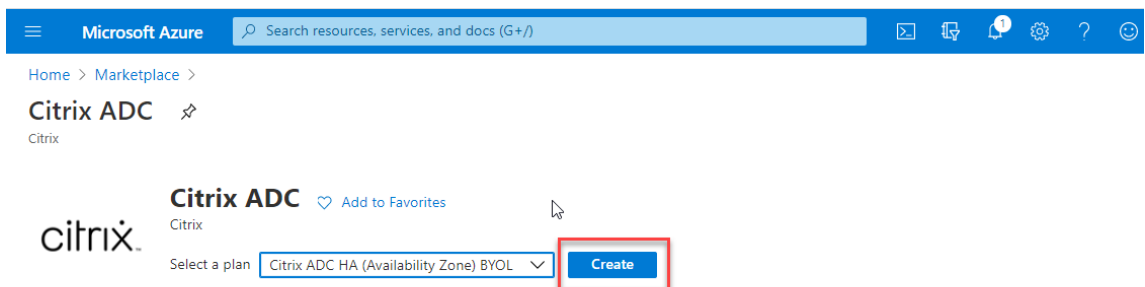 Microsoft Azure
Search resources, services, and docs (G+/)
1
Home > Marketplace >
Citrix ADC
Citrix
citrix
Citrix ADC
Add to Favorites
Citrix
Select a plan
Citrix ADC HA (Availability Zone) BYOL
Create